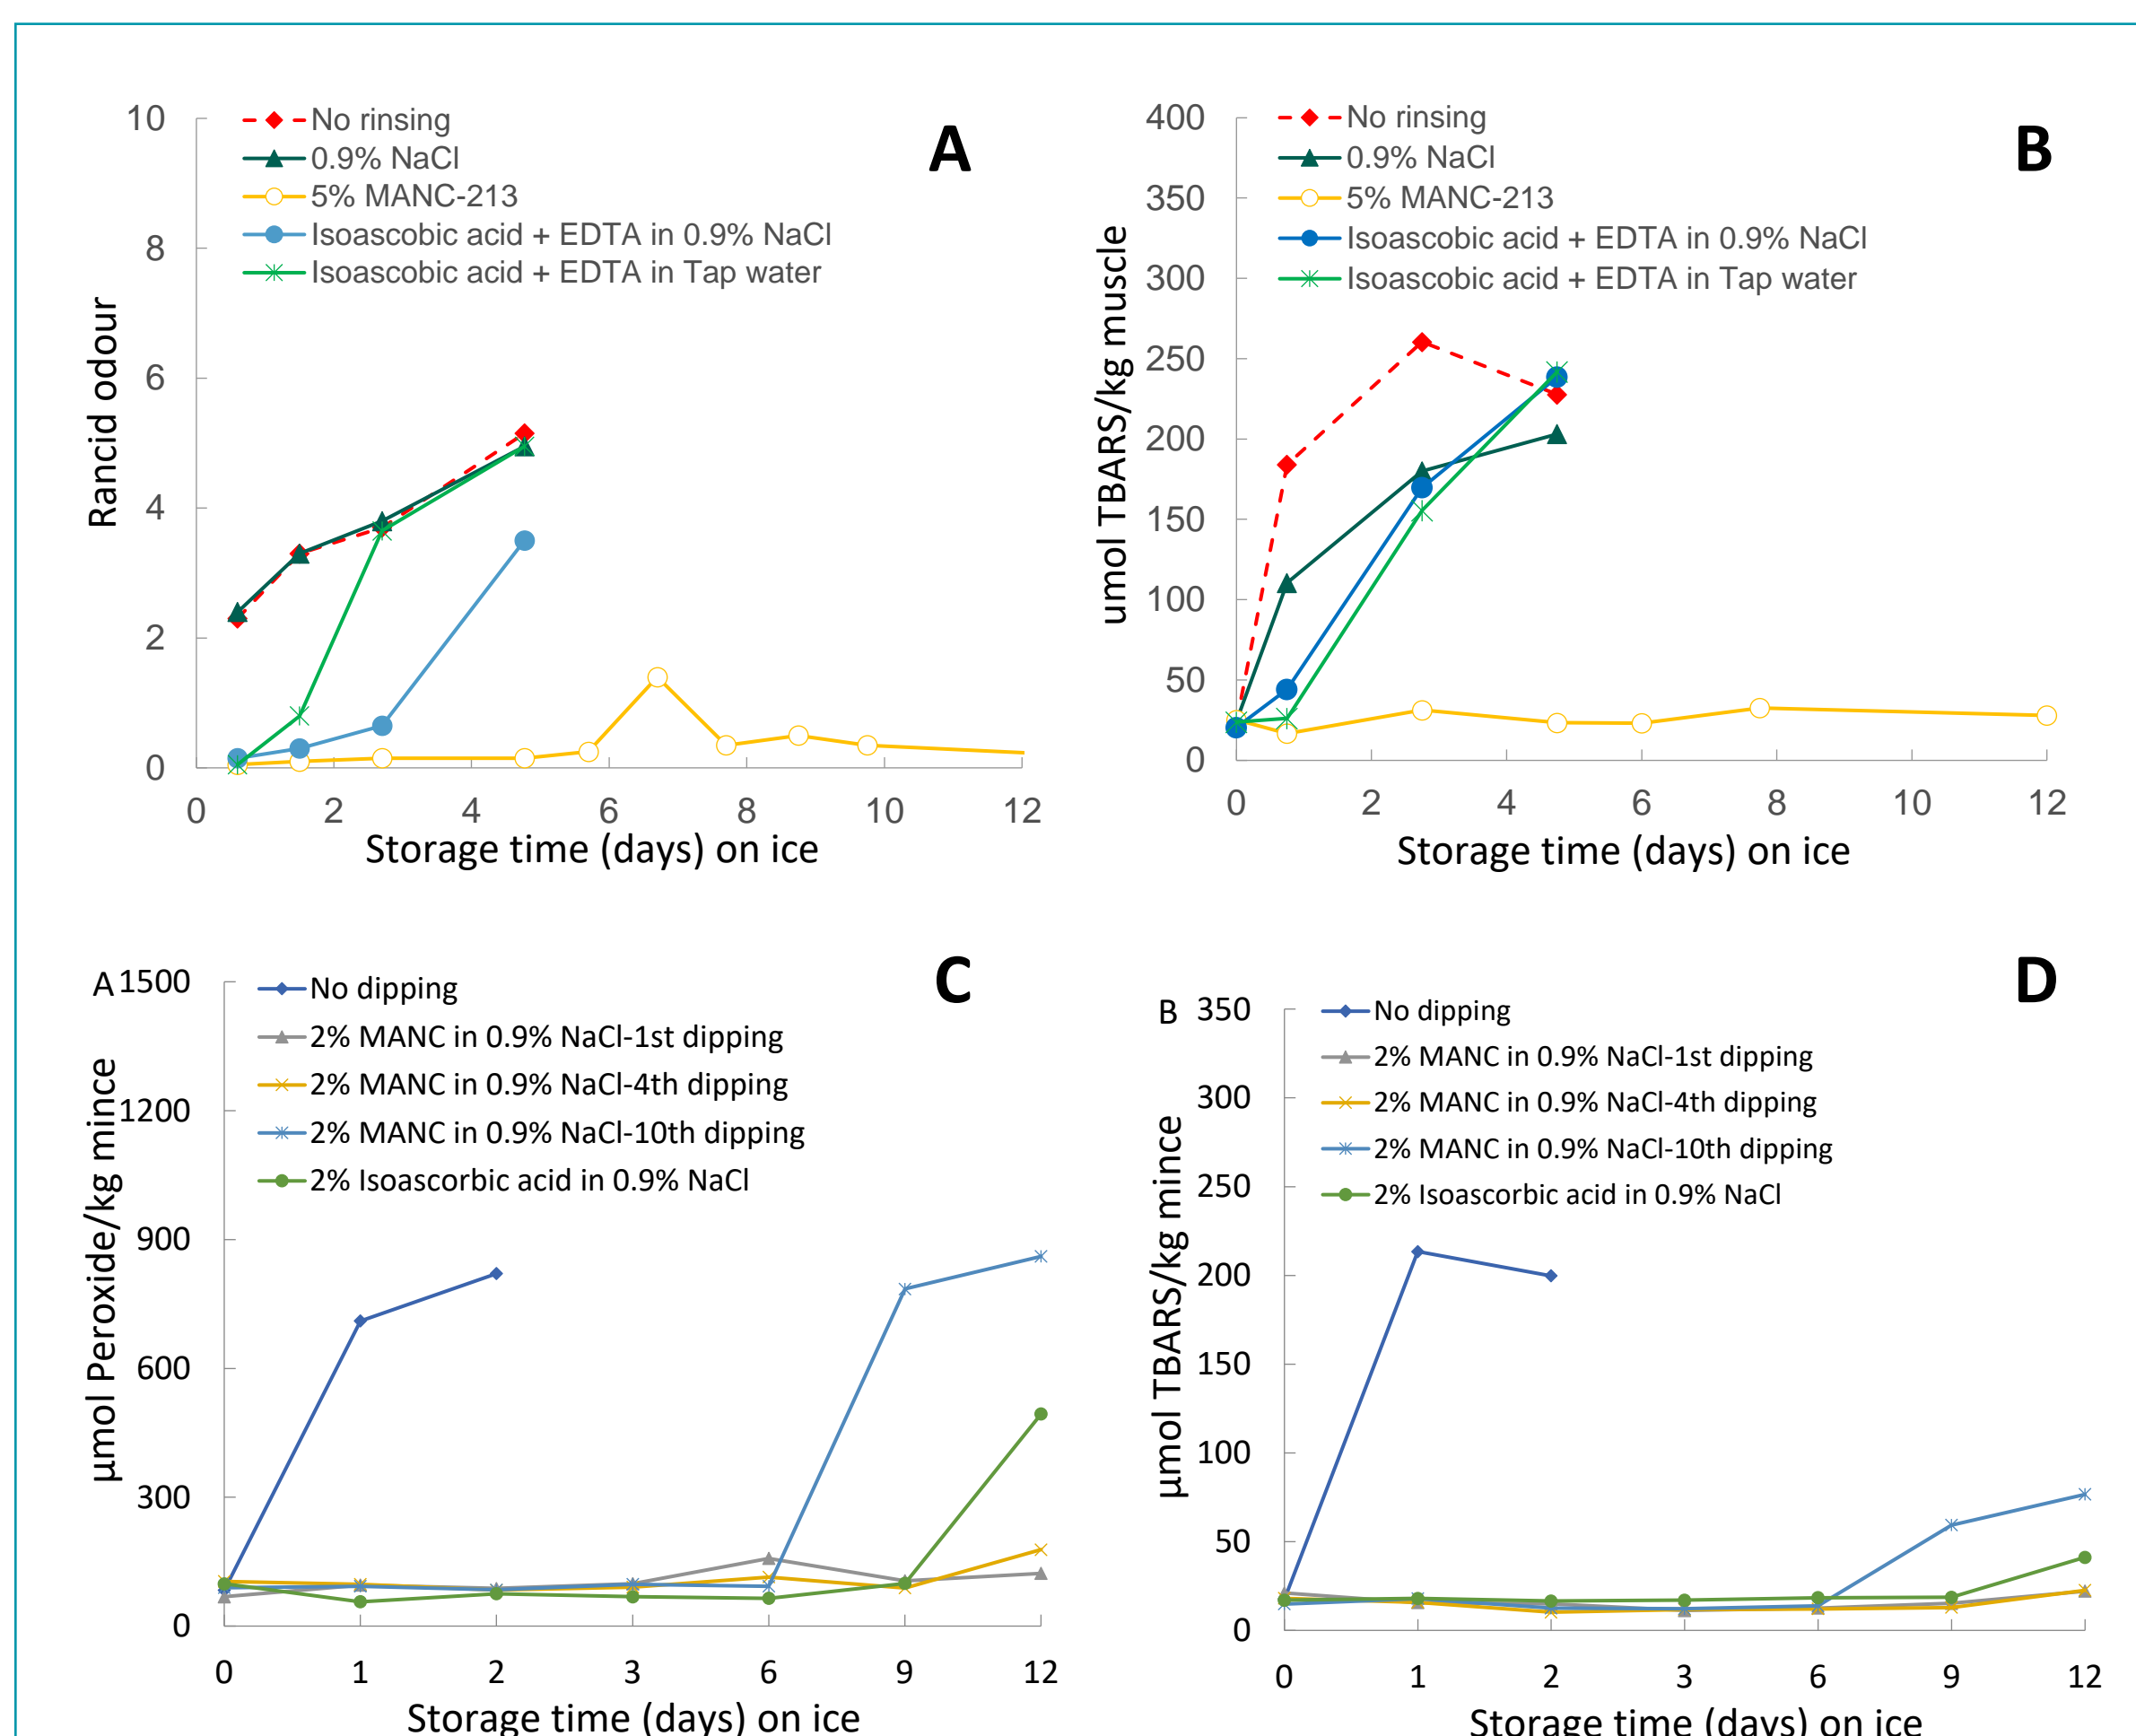 A
10
8
6
4
2
0
No rinsing
0.9% NaCl
5% MANC-213
Isoascobic acid + EDTA in 0.9% NaCl
Isoascobic acid + EDTA in Tap water
Rancid odour
0 2 4 6 8 10 12
Storage time (days) on ice
B
400
350
300
250
200
150
100
50
0
No rinsing
0.9% NaCl
5% MANC-213
Isoascobic acid + EDTA in 0.9% NaCl
Isoascobic acid + EDTA in Tap water
umol TBARS/kg muscle
0 2 4 6 8 10 12
Storage time (days) on ice
C
A
1500
1200
900
600
300
0
No dipping
2% MANC in 0.9% NaCl-1st dipping
2% MANC in 0.9% NaCl-4th dipping
2% MANC in 0.9% NaCl-10th dipping
2% Isoascorbic acid in 0.9% NaCl
µmol Peroxide/kg mince
0 1 2 3 6 9 12
Storage time (days) on ice
D
B
350
300
250
200
150
100
50
0
No dipping
2% MANC in 0.9% NaCl-1st dipping
2% MANC in 0.9% NaCl-4th dipping
2% MANC in 0.9% NaCl-10th dipping
2% Isoascorbic acid in 0.9% NaCl
µmol TBARS/kg mince
0 1 2 3 6 9 12
Storage time (days) on ice